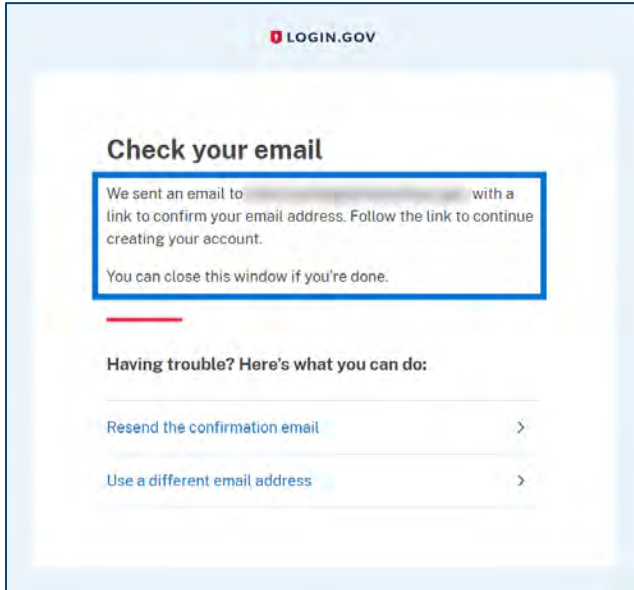 LOGIN.GOV
Check your email
We sent an email to with a
link to confirm your email address. Follow the link to continue
creating your account.
You can close this window if you're done.
Having trouble? Here's what you can do:
Resend the confirmation email
Use a different email address